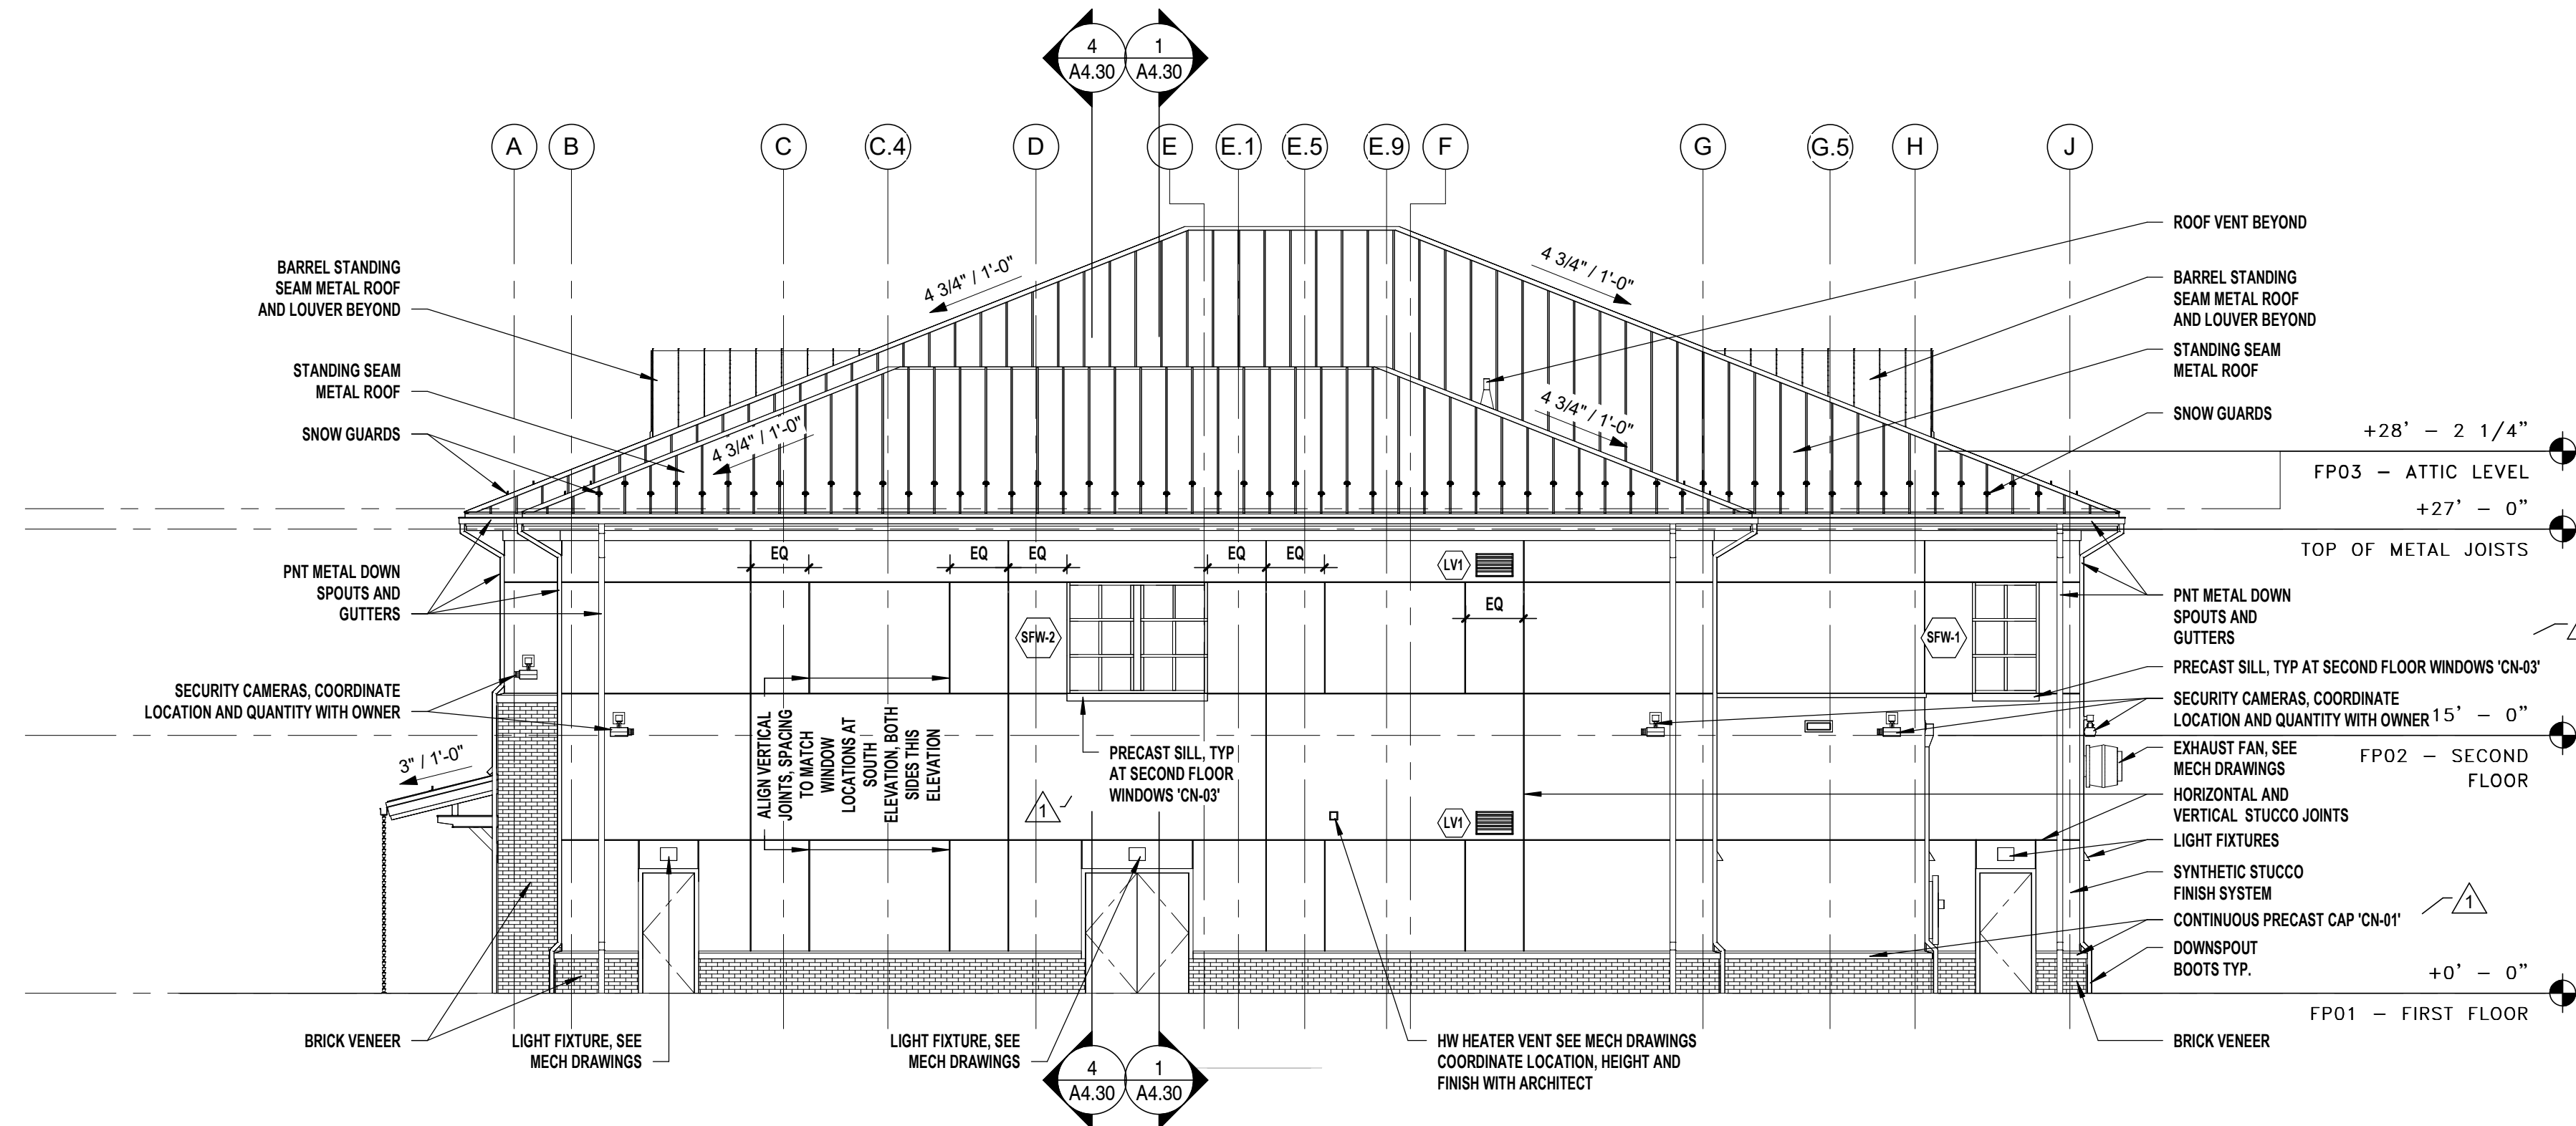 4
A4.30
1
A4.30
A
B
C
C.4
D
E
E.1
E.5
E.9
F
G
G.5
H
J
BARREL STANDING
SEAM METAL ROOF
AND LOUVER BEYOND
STANDING SEAM
METAL ROOF
SNOW GUARDS
PNT METAL DOWN
SPOUTS AND
GUTTERS
SECURITY CAMERAS, COORDINATE
LOCATION AND QUANTITY WITH OWNER
3" / 1'-0"
BRICK VENEER
4 3/4" / 1'-0"
4 3/4" / 1'-0"
4 3/4" / 1'-0"
4 3/4" / 1'-0"
EQ
EQ
EQ
EQ
EQ
LV1
EQ
SFW-2
SFW-1
ALIGN VERTICAL
JOINTS, SPACING
TO MATCH
WINDOW
LOCATIONS AT
SOUTH
ELEVATION, BOTH
SIDES THIS
ELEVATION
PRECAST SILL, TYP
AT SECOND FLOOR
WINDOWS 'CN-03'
1
LV1
LIGHT FIXTURE, SEE
MECH DRAWINGS
LIGHT FIXTURE, SEE
MECH DRAWINGS
4
A4.30
1
A4.30
HW HEATER VENT SEE MECH DRAWINGS
COORDINATE LOCATION, HEIGHT AND
FINISH WITH ARCHITECT
ROOF VENT BEYOND
BARREL STANDING
SEAM METAL ROOF
AND LOUVER BEYOND
STANDING SEAM
METAL ROOF
SNOW GUARDS
+28' - 2 1/4"
FP03 - ATTIC LEVEL
+27' - 0"
TOP OF METAL JOISTS
PNT METAL DOWN
SPOUTS AND
GUTTERS
PRECAST SILL, TYP AT SECOND FLOOR WINDOWS 'CN-03'
SECURITY CAMERAS, COORDINATE
LOCATION AND QUANTITY WITH OWNER
15' - 0"
FP02 - SECOND
FLOOR
EXHAUST FAN, SEE
MECH DRAWINGS
HORIZONTAL AND
VERTICAL STUCCO JOINTS
LIGHT FIXTURES
SYNTHETIC STUCCO
FINISH SYSTEM
1
CONTINUOUS PRECAST CAP 'CN-01'
DOWNSPOUT
BOOTS TYP.
+0' - 0"
FP01 - FIRST FLOOR
BRICK VENEER